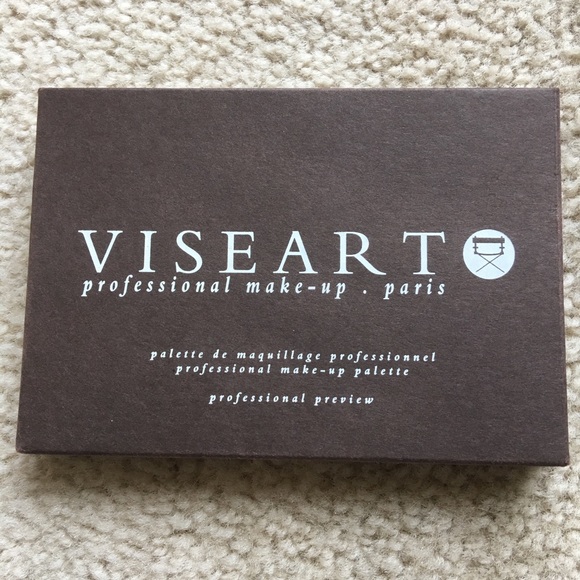 VISEART
professional make-up . paris
palette de maquillage professionnel
professional make-up palette
professional preview